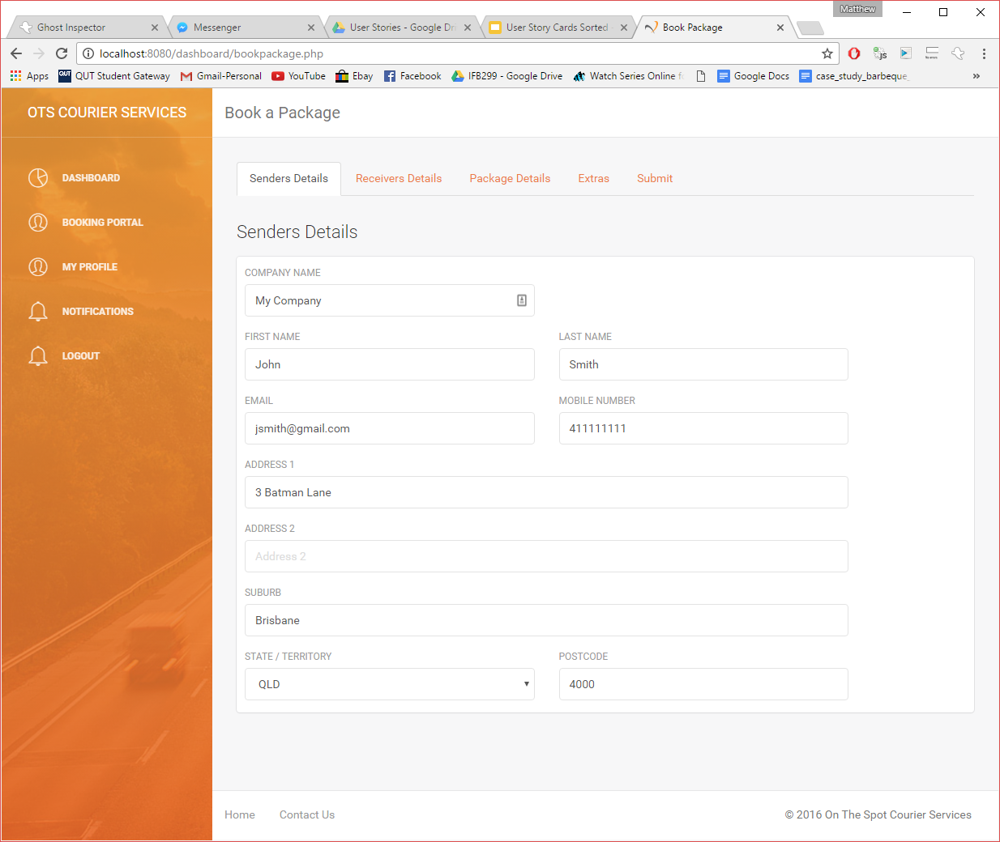 Matthew
Ghost Inspector
Messenger
User Stories - Google Dr
User Story Cards Sorted -
Book Package
localhost:8080/dashboard/bookpackage.php
Apps
QUT Student Gateway
Gmail-Personal
YouTube
Ebay
Facebook
IFB299 - Google Drive
Watch Series Online
Google Docs
case_study_barbeque_
»
OTS COURIER SERVICES
Book a Package
DASHBOARD
BOOKING PORTAL
MY PROFILE
NOTIFICATIONS
LOGOUT
Senders Details
Receivers Details
Package Details
Extras
Submit
Senders Details
COMPANY NAME
My Company
FIRST NAME
LAST NAME
John
Smith
EMAIL
MOBILE NUMBER
jsmith@gmail.com
411111111
ADDRESS 1
3 Batman Lane
ADDRESS 2
Address 2
SUBURB
Brisbane
STATE / TERRITORY
POSTCODE
QLD
4000
Home
Contact Us
© 2016 On The Spot Courier Services